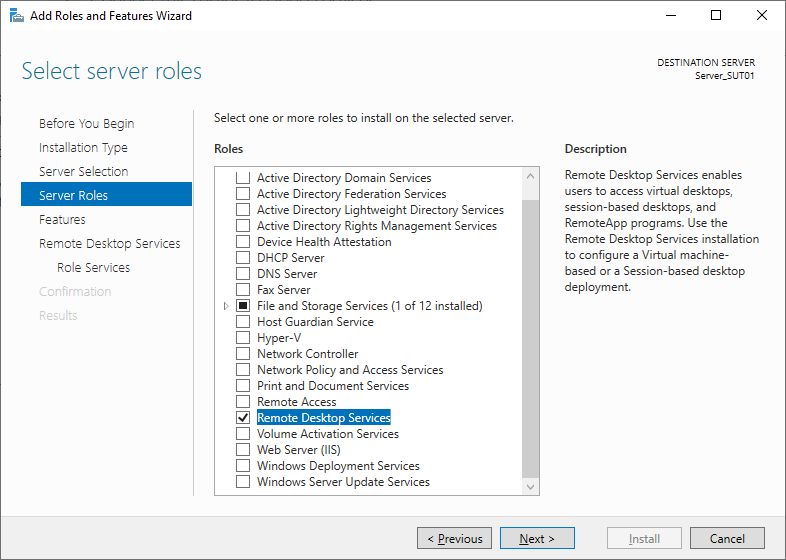 Add Roles and Features Wizard
Select server roles
DESTINATION SERVER
Server_SUT01
Before You Begin
Installation Type
Server Selection
Server Roles
Features
Remote Desktop Services
Role Services
Confirmation
Results
Select one or more roles to install on the selected server.
Roles
Active Directory Domain Services
Active Directory Federation Services
Active Directory Lightweight Directory Services
Active Directory Rights Management Services
Device Health Attestation
DHCP Server
DNS Server
Fax Server
File and Storage Services (1 of 12 installed)
Host Guardian Service
Hyper-V
Network Controller
Network Policy and Access Services
Print and Document Services
Remote Access
Remote Desktop Services
Volume Activation Services
Web Server (IIS)
Windows Deployment Services
Windows Server Update Services
Description
Remote Desktop Services enables
users to access virtual desktops,
session-based desktops, and
RemoteApp programs. Use the
Remote Desktop Services installation
to configure a Virtual machine-
based or a Session-based desktop
deployment.
< Previous
Next >
Install
Cancel